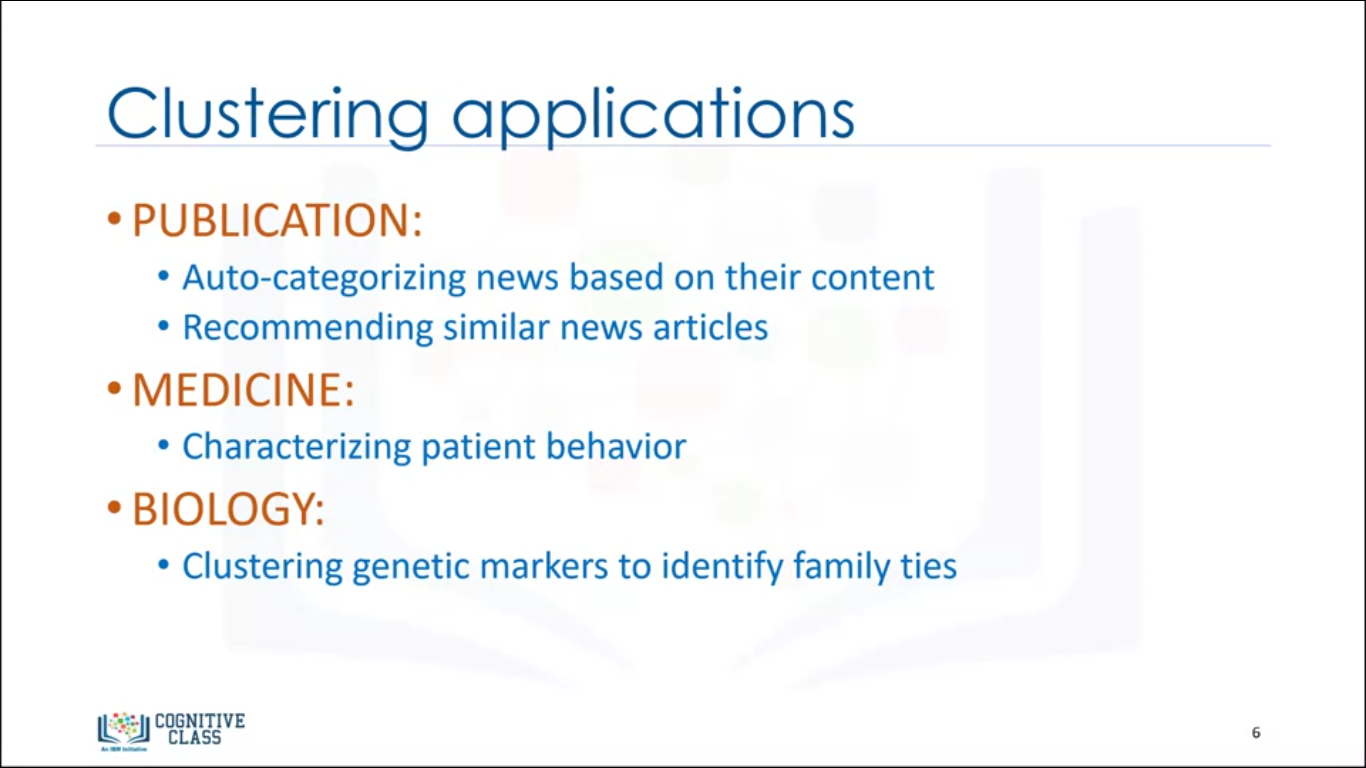 Clustering applications
• PUBLICATION:
• Auto-categorizing news based on their content
• Recommending similar news articles
• MEDICINE:
• Characterizing patient behavior
• BIOLOGY:
• Clustering genetic markers to identify family ties
COGNITIVE
CLASS
An IBM Initiative
6